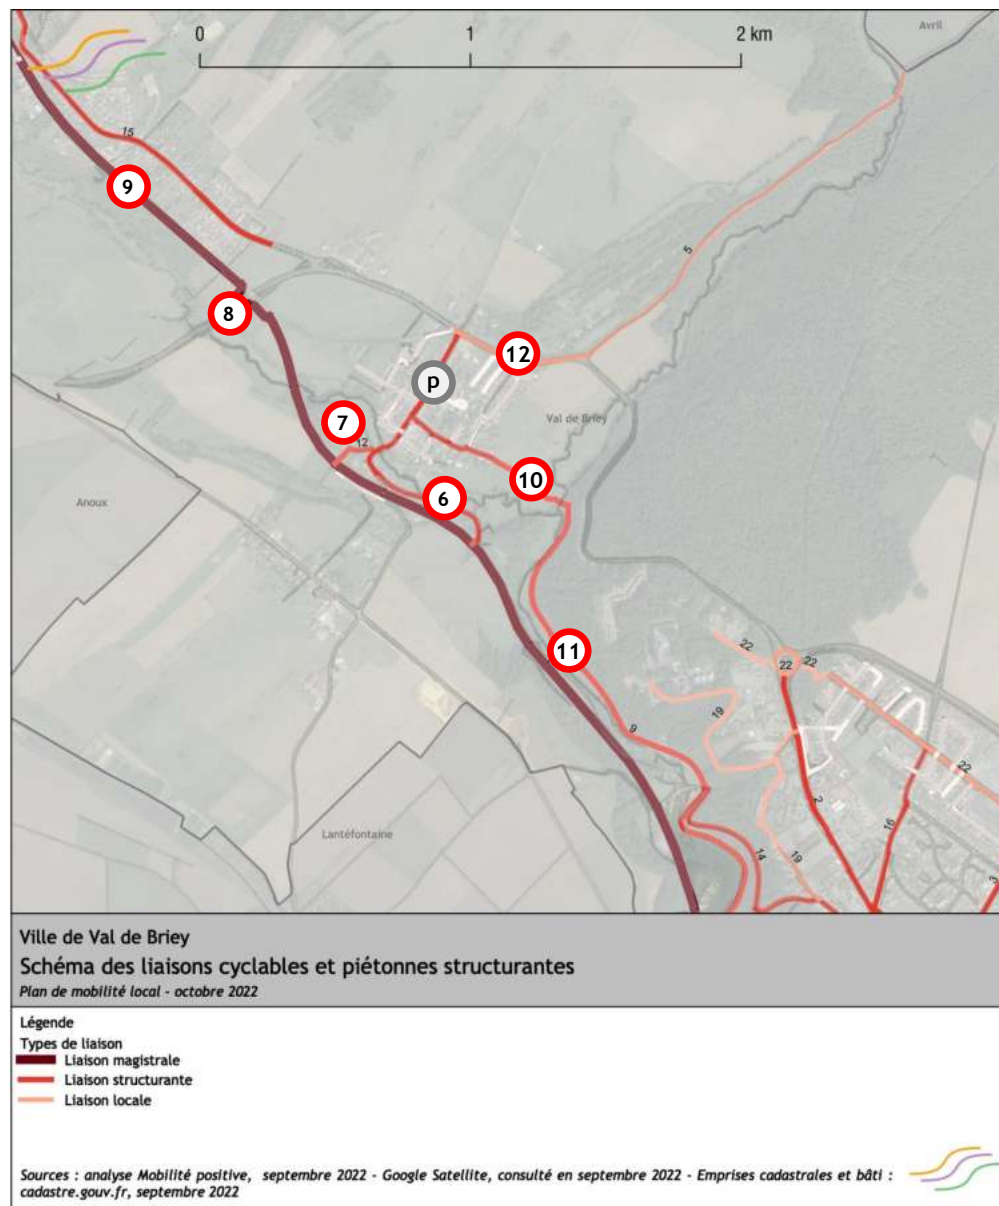 0 1 2 km
Avril
15
9
5
8
12
P
7
Val de Briey
12
10
6
Anoux
11
22
22
22
19
9
22
2
16
Lantéfontaine
14
19
3
Ville de Val de Briey
Schéma des liaisons cyclables et piétonnes structurantes
Plan de mobilité local - octobre 2022
Légende
Types de liaison
Liaison magistrale
Liaison structurante
Liaison locale
Sources : analyse Mobilité positive, septembre 2022 - Google Satellite, consulté en septembre 2022 - Emprises cadastrales et bâti :
cadastre.gouv.fr, septembre 2022